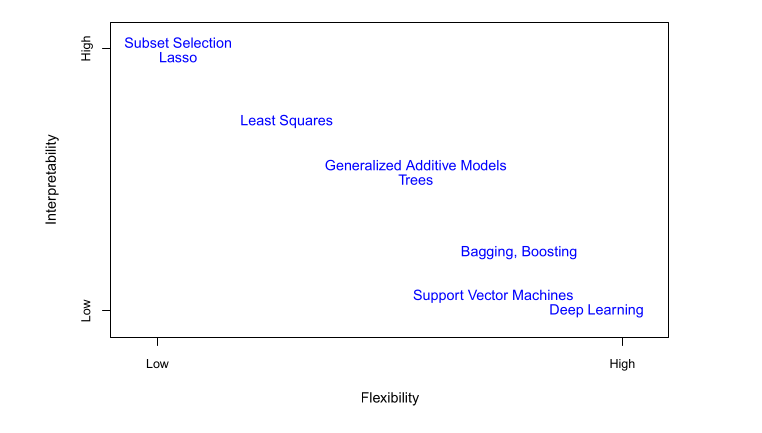 High
Subset Selection
Lasso
Least Squares
Interpretability
Generalized Additive Models
Trees
Bagging, Boosting
Support Vector Machines
Low
Deep Learning
Low
High
Flexibility